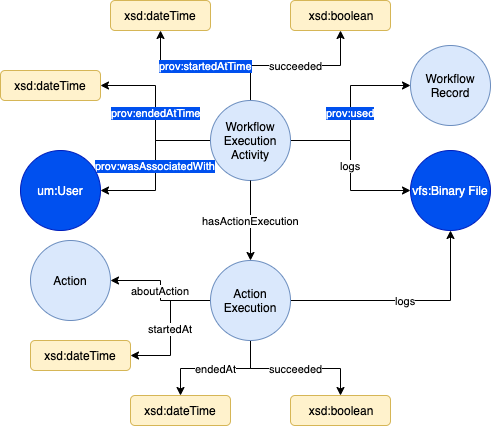 xsd:dateTime
xsd:boolean
prov:startedAtTime
succeeded
xsd:dateTime
Workflow
Record
prov:endedAtTime
prov:used
Workflow
Execution
Activity
prov:wasAssociatedWith
logs
um:User
vfs:Binary File
hasActionExecution
Action
aboutAction
Action
Execution
logs
startedAt
xsd:dateTime
endedAt
succeeded
xsd:dateTime
xsd:boolean